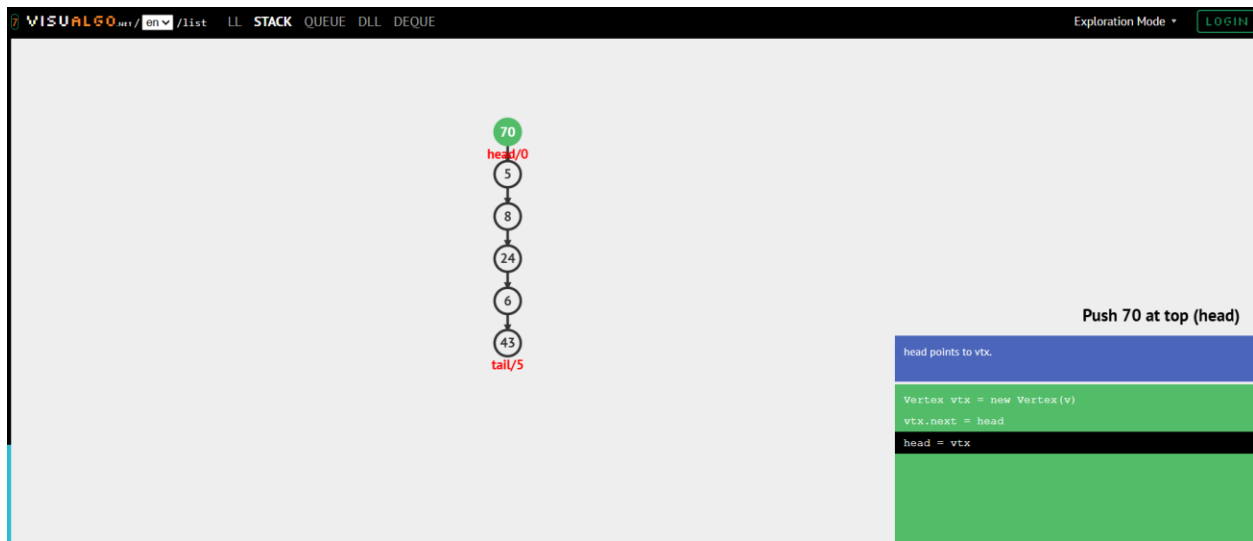 7 VISUALGO.NET/ en /list LL STACK QUEUE DLL DEQUE Exploration Mode LOGIN
70
head/0
5
8
24
6
43
tail/5
Push 70 at top (head)
head points to vtx.
Vertex vtx = new Vertex(v)
vtx.next = head
head = vtx